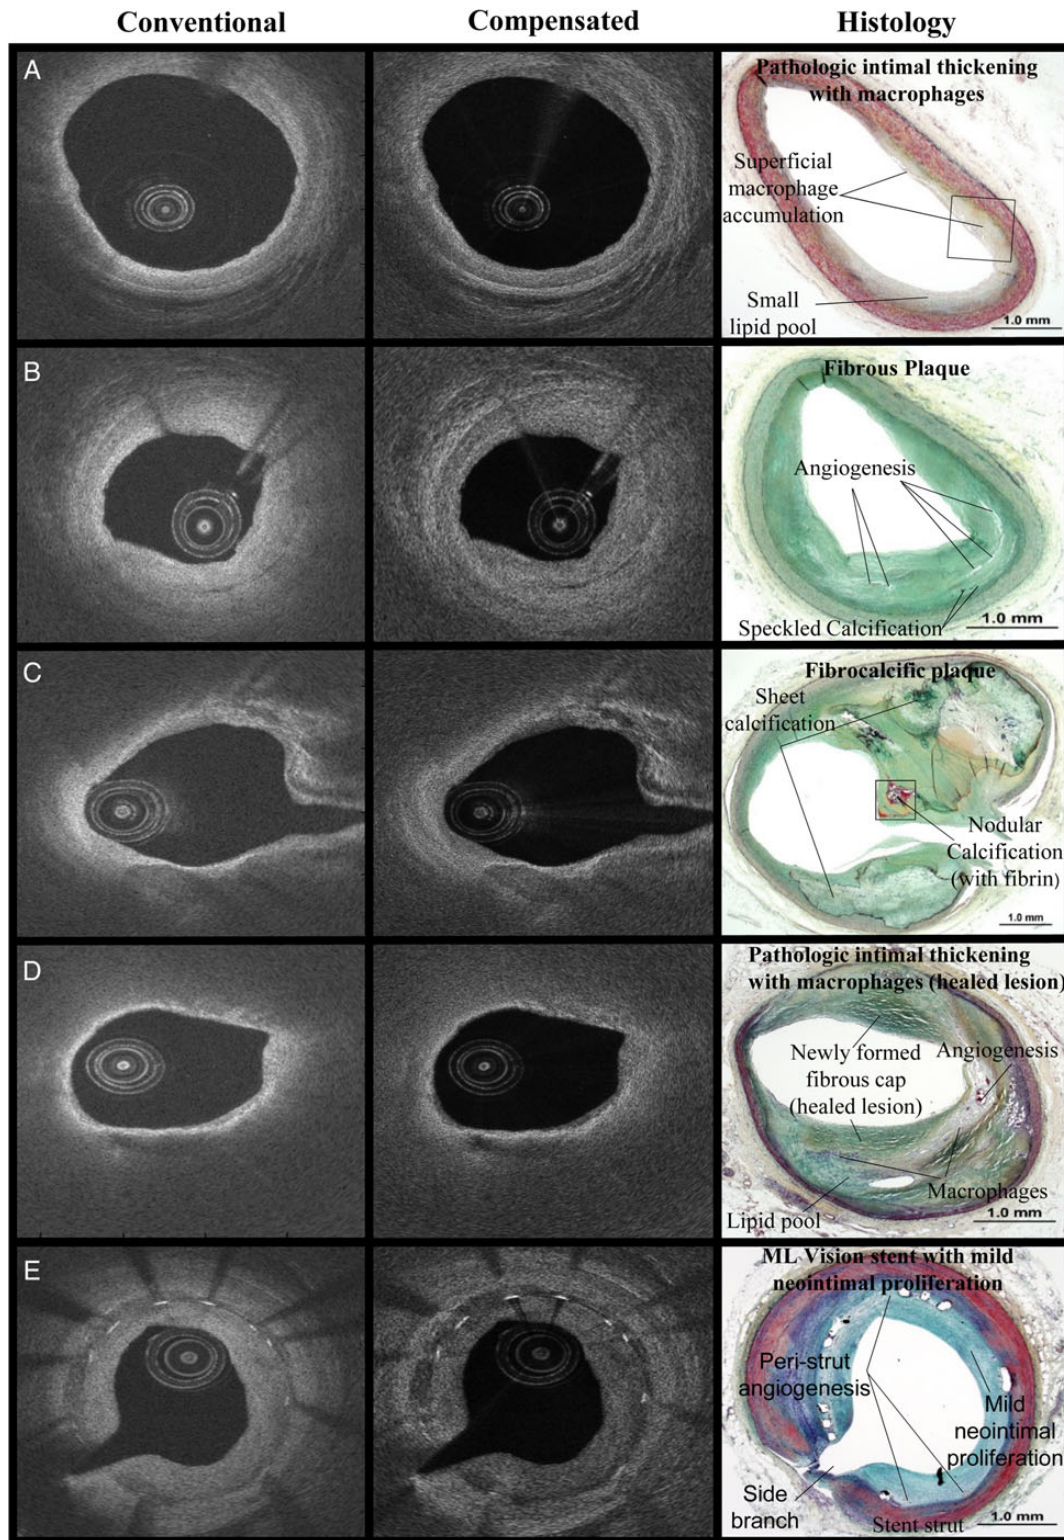 Conventional Compensated Histology
A
Pathologic intimal thickening
with macrophages
Superficial
macrophage
accumulation
Small
lipid pool
1.0 mm
B
Fibrous Plaque
Angiogenesis
Speckled Calcification
1.0 mm
C
Fibrocalcific plaque
Sheet
calcification
Nodular
Calcification
(with fibrin)
1.0 mm
D
Pathologic intimal thickening
with macrophages (healed lesion)
Newly formed
fibrous cap
(healed lesion)
Angiogenesis
Macrophages
Lipid pool
1.0 mm
E
ML Vision stent with mild
neointimal proliferation
Peri-strut
angiogenesis
Mild
neointimal
proliferation
Side
branch
Stent strut
1.0 mm